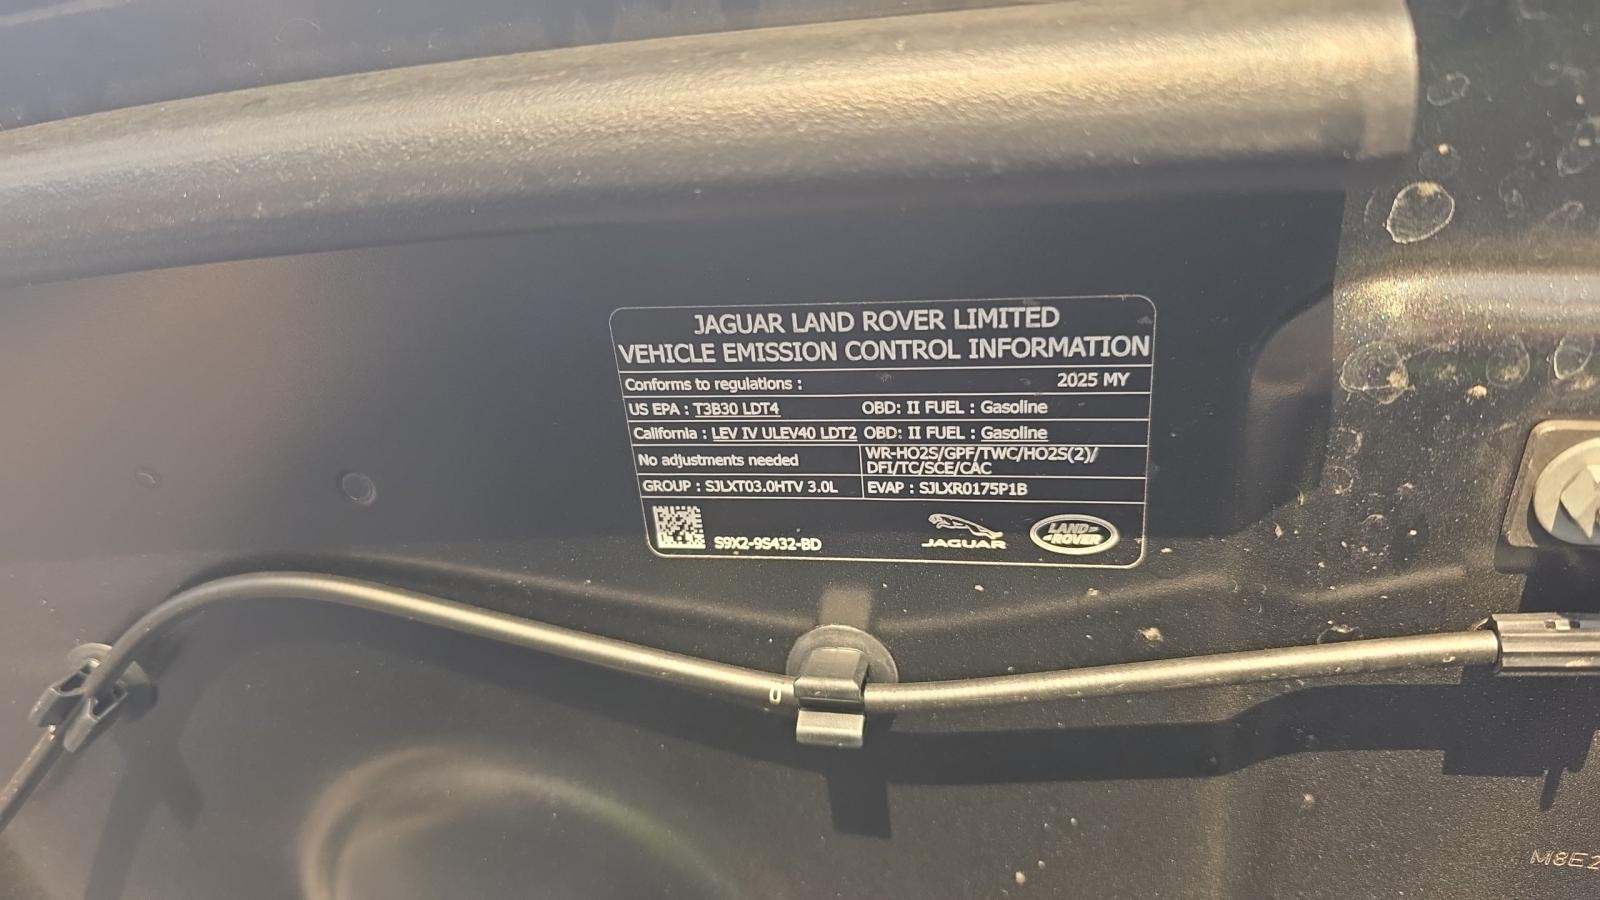 JAGUAR LAND ROVER LIMITED
VEHICLE EMISSION CONTROL INFORMATION
Conforms to regulations : 2025 MY
US EPA : T3B30 LDT4 OBD: II FUEL : Gasoline
California : LEV IV ULEV40 LDT2 OBD: II FUEL : Gasoline
No adjustments needed
WR-HO2S/GPF/TWC/HO2S(2)/
DFI/TC/SCE/CAC
GROUP : SJLXT03.0HTV 3.0L EVAP : SJLXR0175P1B
S9X2-9S432-BD
JAGUAR
LAND-
-ROVER
M8E2